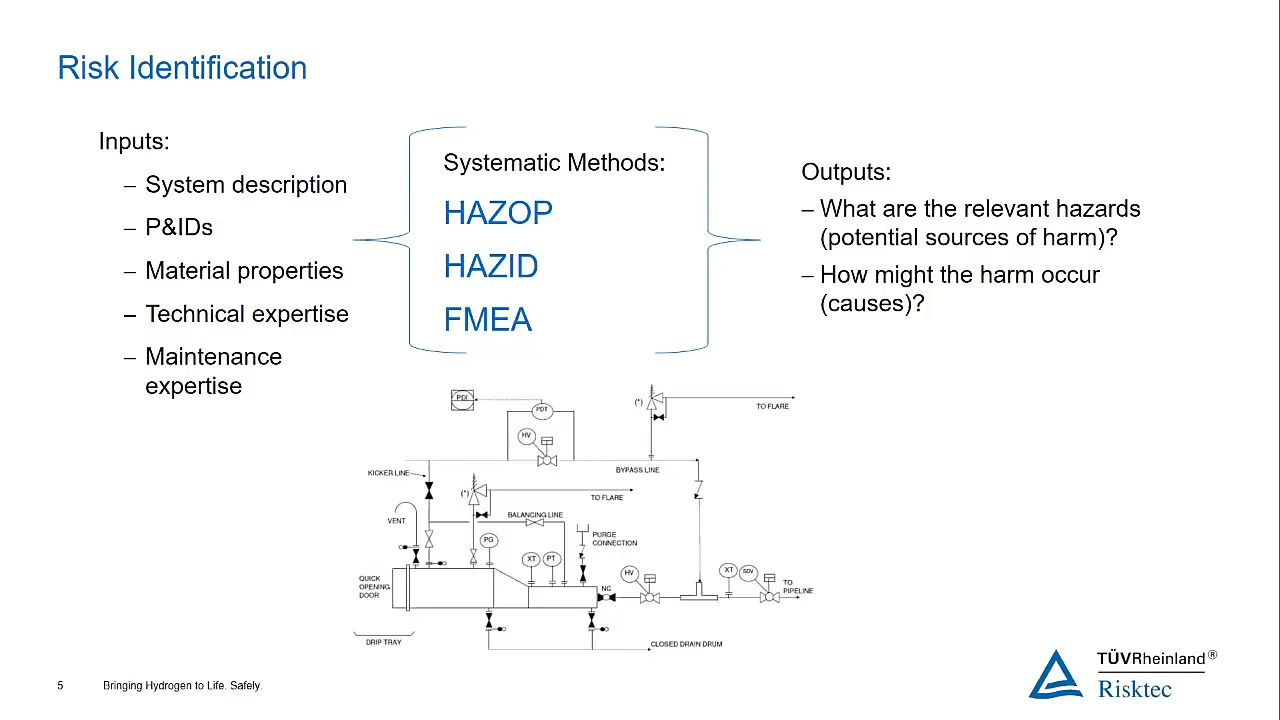 Risk Identification
Inputs:
– System description
– P&IDs
– Material properties
– Technical expertise
– Maintenance
expertise
Systematic Methods:
HAZOP
HAZID
FMEA
Outputs:
– What are the relevant hazards
(potential sources of harm)?
– How might the harm occur
(causes)?
PDI
PDT
(*)
TO FLARE
HV
KICKER LINE
BYPASS LINE
(*)
TO FLARE
VENT
BALANCING LINE
PG
PURGE
CONNECTION
XT
PT
QUICK
OPENING
DOOR
NC
HV
XT
SDV
TO
PIPELINE
DRIP TRAY
CLOSED DRAIN DRUM
5
Bringing Hydrogen to Life. Safely.
TÜVRheinland®
Risktec